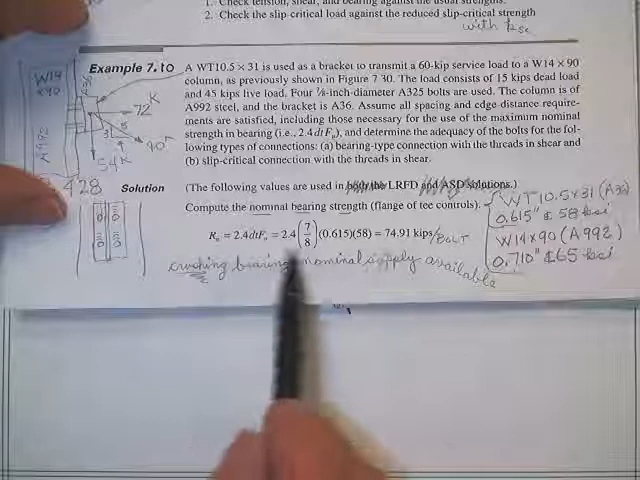 1. Check tension, shear, and bearing against the usual strengths.
2. Check the slip-critical load against the reduced slip-critical strength
with ksc
Example 7.10 A WT10.5 × 31 is used as a bracket to transmit a 60-kip service load to a W14 × 90
column, as previously shown in Figure 7.30. The load consists of 15 kips dead load
and 45 kips live load. Four ⅞-inch-diameter A325 bolts are used. The column is of
A992 steel, and the bracket is A36. Assume all spacing and edge-distance require-
ments are satisfied, including those necessary for the use of the maximum nominal
strength in bearing (i.e., 2.4dtFu), and determine the adequacy of the bolts for the fol-
lowing types of connections: (a) bearing-type connection with the threads in shear and
(b) slip-critical connection with the threads in shear.
W14
x90
A36
A992
72 K
90 K
54 K
428
Solution (The following values are used in both the LRFD and ASD solutions.)
Compute the nominal bearing strength (flange of tee controls).
Rn = 2.4dtFu = 2.4(7/8)(0.615)(58) = 74.91 kips/BOLT
crushing bearing nominal supply available
WT10.5x31 (A36)
0.615" & 58 ksi
W14x90 (A992)
0.710" & 65 ksi